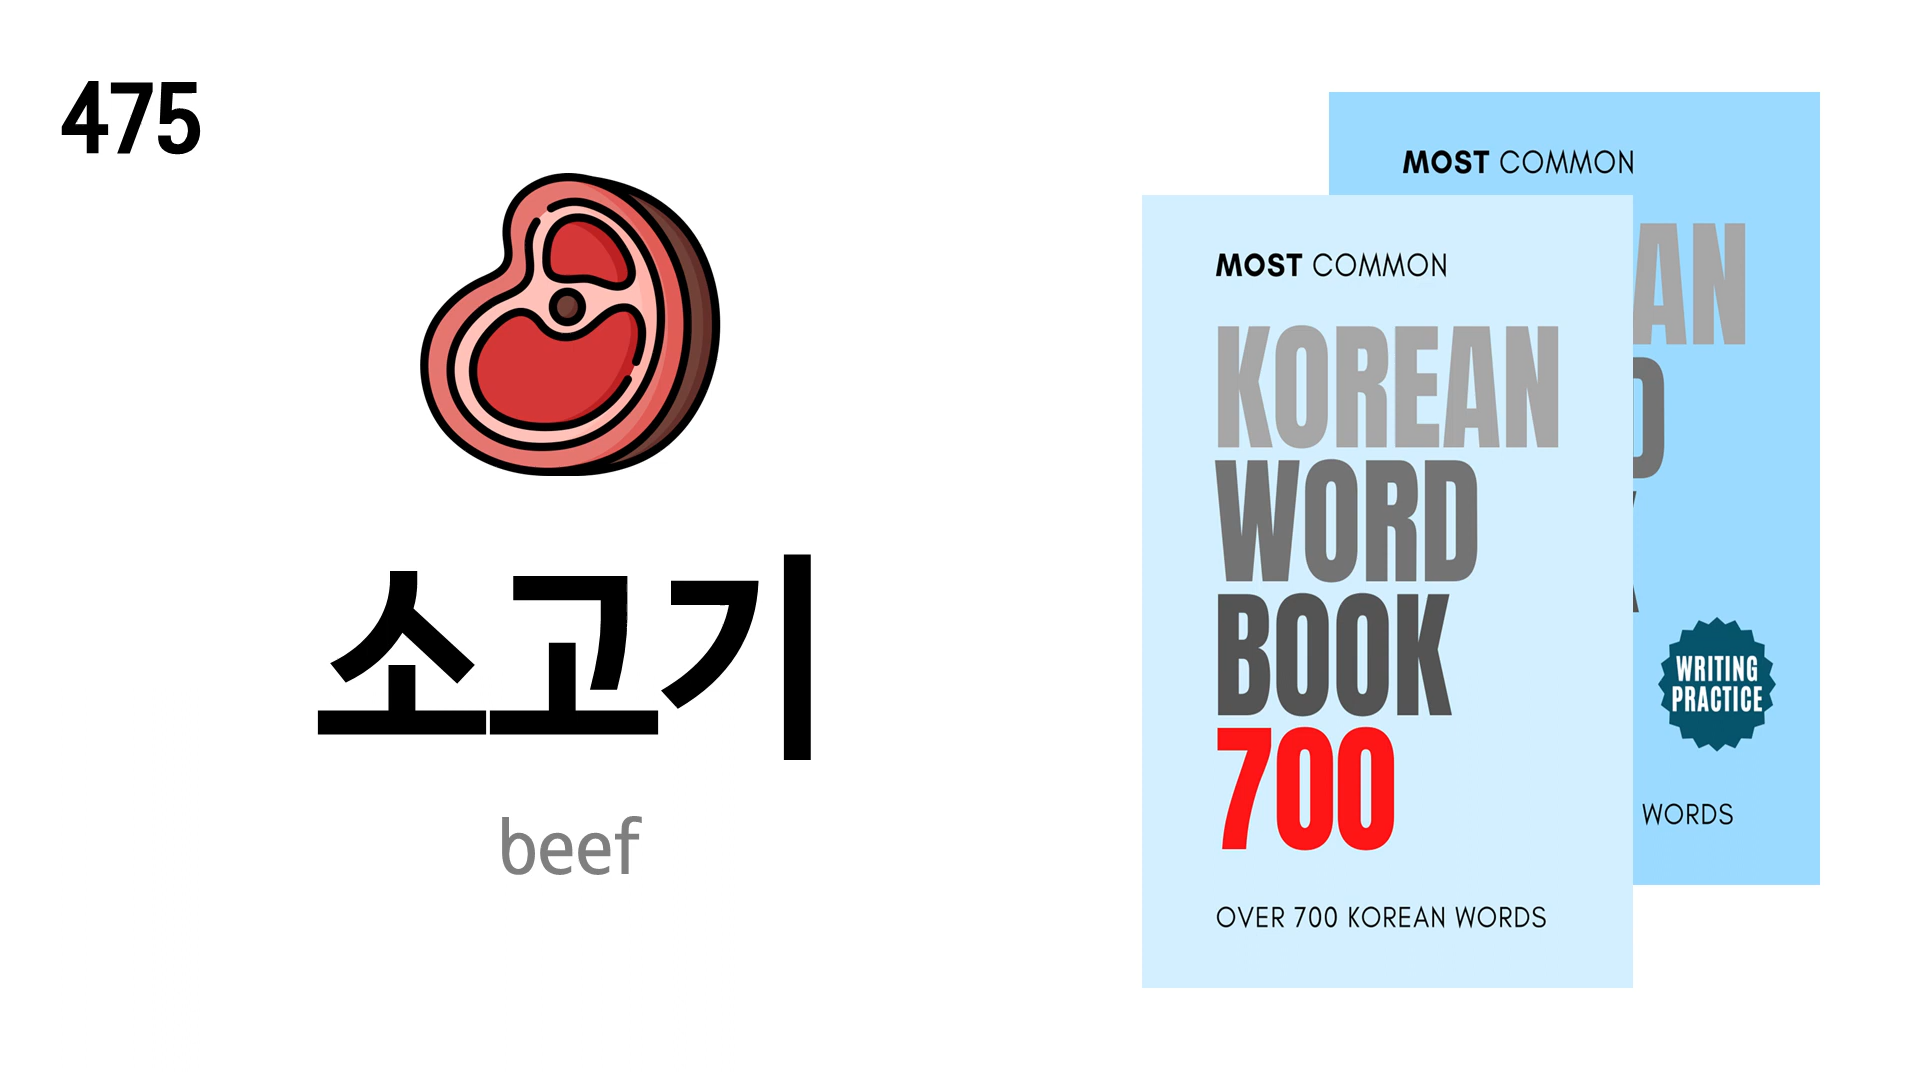 475
소고기
beef
MOST COMMON
KOREAN
WORD
BOOK
700
OVER 700 KOREAN WORDS
MOST COMMON
WRITING
PRACTICE
WORDS